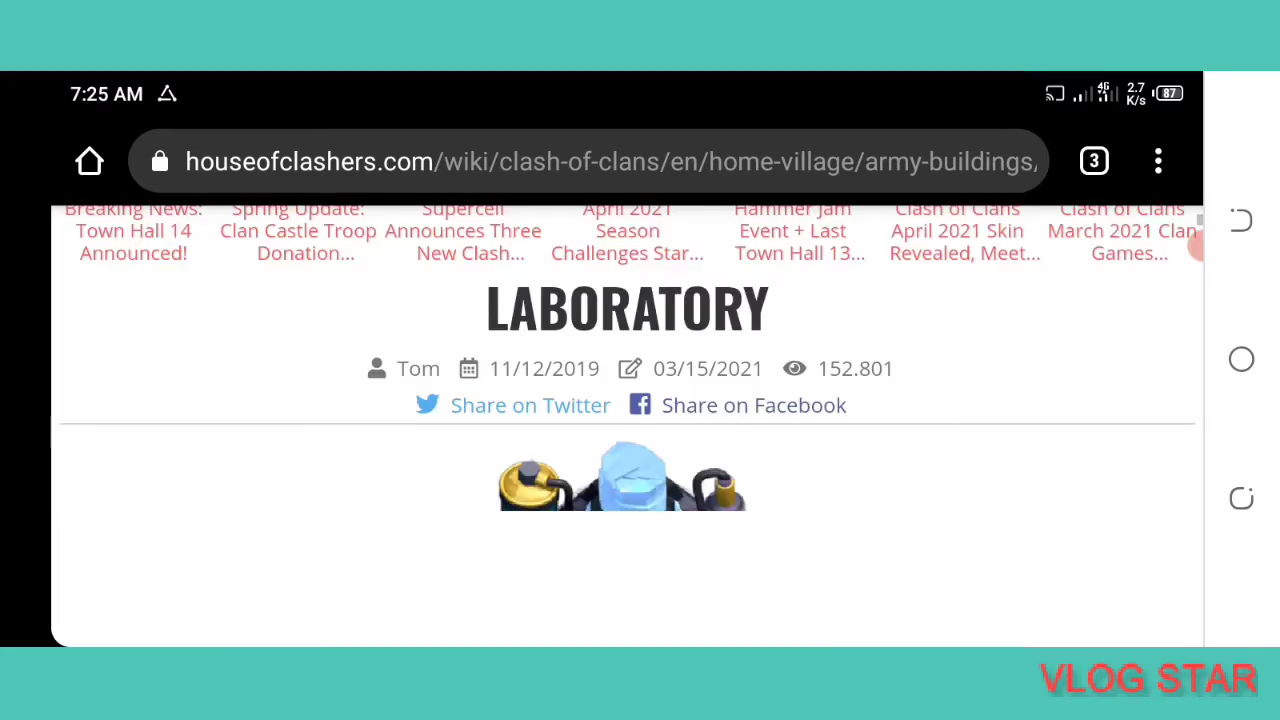 7:25 AM 4G 2.7 K/s 87
houseofclashers.com/wiki/clash-of-clans/en/home-village/army-buildings,
3
Breaking News: Town Hall 14 Announced!
Spring Update: Clan Castle Troop Donation...
Supercell Announces Three New Clash...
April 2021 Season Challenges Star...
Hammer Jam Event + Last Town Hall 13...
Clash of Clans April 2021 Skin Revealed, Meet...
Clash of Clans March 2021 Clan Games...
LABORATORY
Tom 11/12/2019 03/15/2021 152.801
Share on Twitter Share on Facebook
VLOG STAR